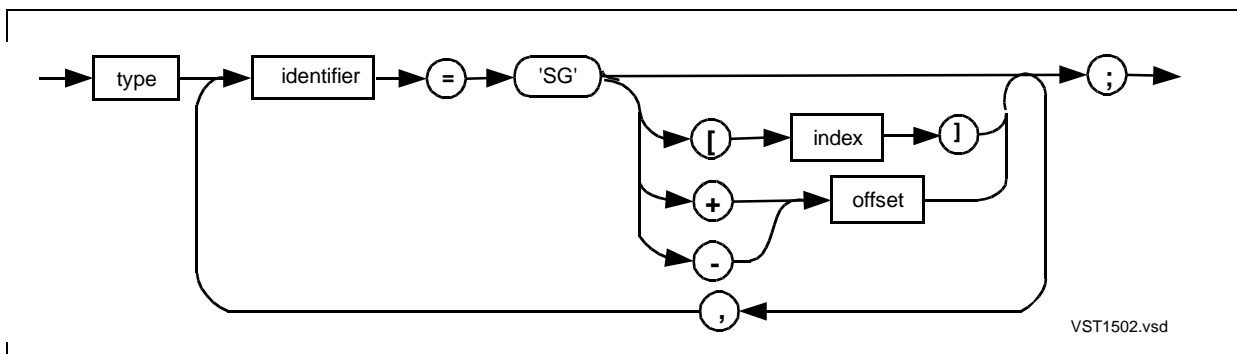 type identifier = 'SG' ;
[ index ]
+ offset
-
,
VST1502.vsd